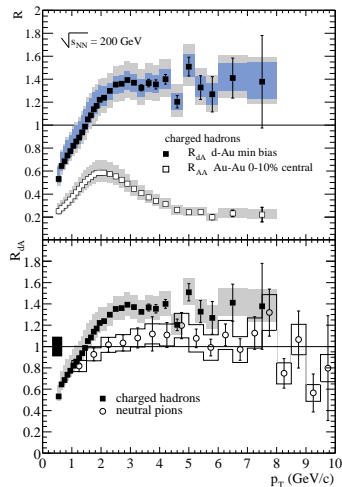 R
√s_NN = 200 GeV
1.8
1.6
1.4
1.2
1
0.8
0.6
0.4
0.2
charged hadrons
R_dA d-Au min bias
R_AA Au-Au 0-10% central
R_dA
1.8
1.6
1.4
1.2
1
0.8
0.6
0.4
0.2
charged hadrons
neutral pions
0 1 2 3 4 5 6 7 8 9 10
p_T (GeV/c)